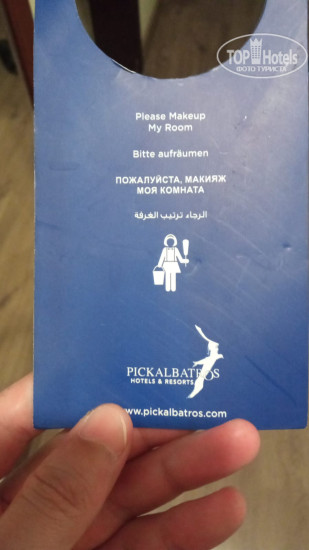 TOP Hotels
ФОТО ТУРИСТА
Please Makeup
My Room
Bitte aufräumen
ПОЖАЛУЙСТА, МАКИЯЖ
МОЯ КОМНАТА
الرجاء ترتيب الغرفة
PICKALBATROS
HOTELS & RESORTS
www.pickalbatros.com